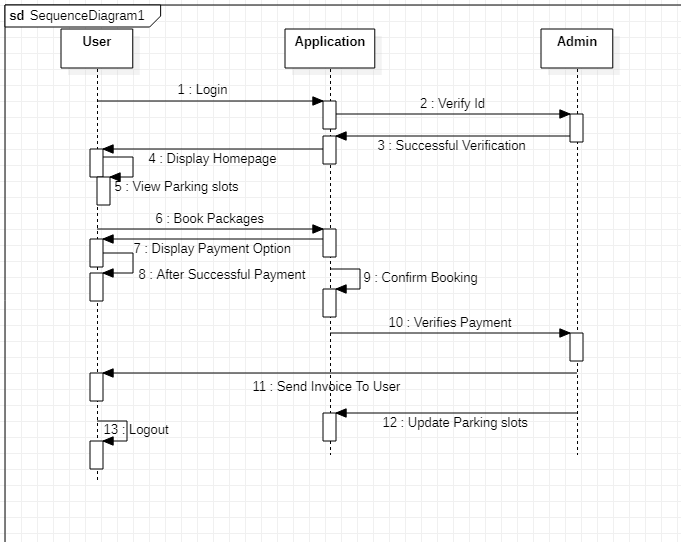 sd SequenceDiagram1
User
Application
Admin
1 : Login
2 : Verify Id
3 : Successful Verification
4 : Display Homepage
5 : View Parking slots
6 : Book Packages
7 : Display Payment Option
8 : After Successful Payment
9 : Confirm Booking
10 : Verifies Payment
11 : Send Invoice To User
12 : Update Parking slots
13 : Logout